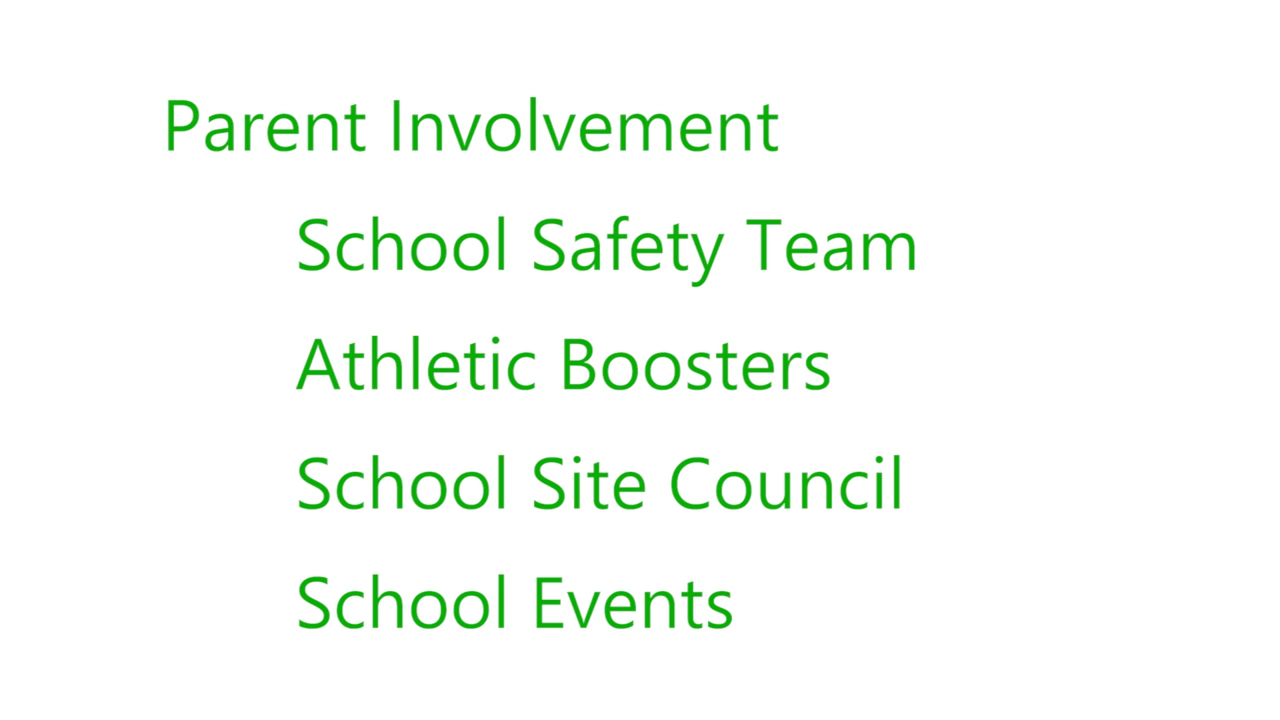 Parent Involvement
School Safety Team
Athletic Boosters
School Site Council
School Events